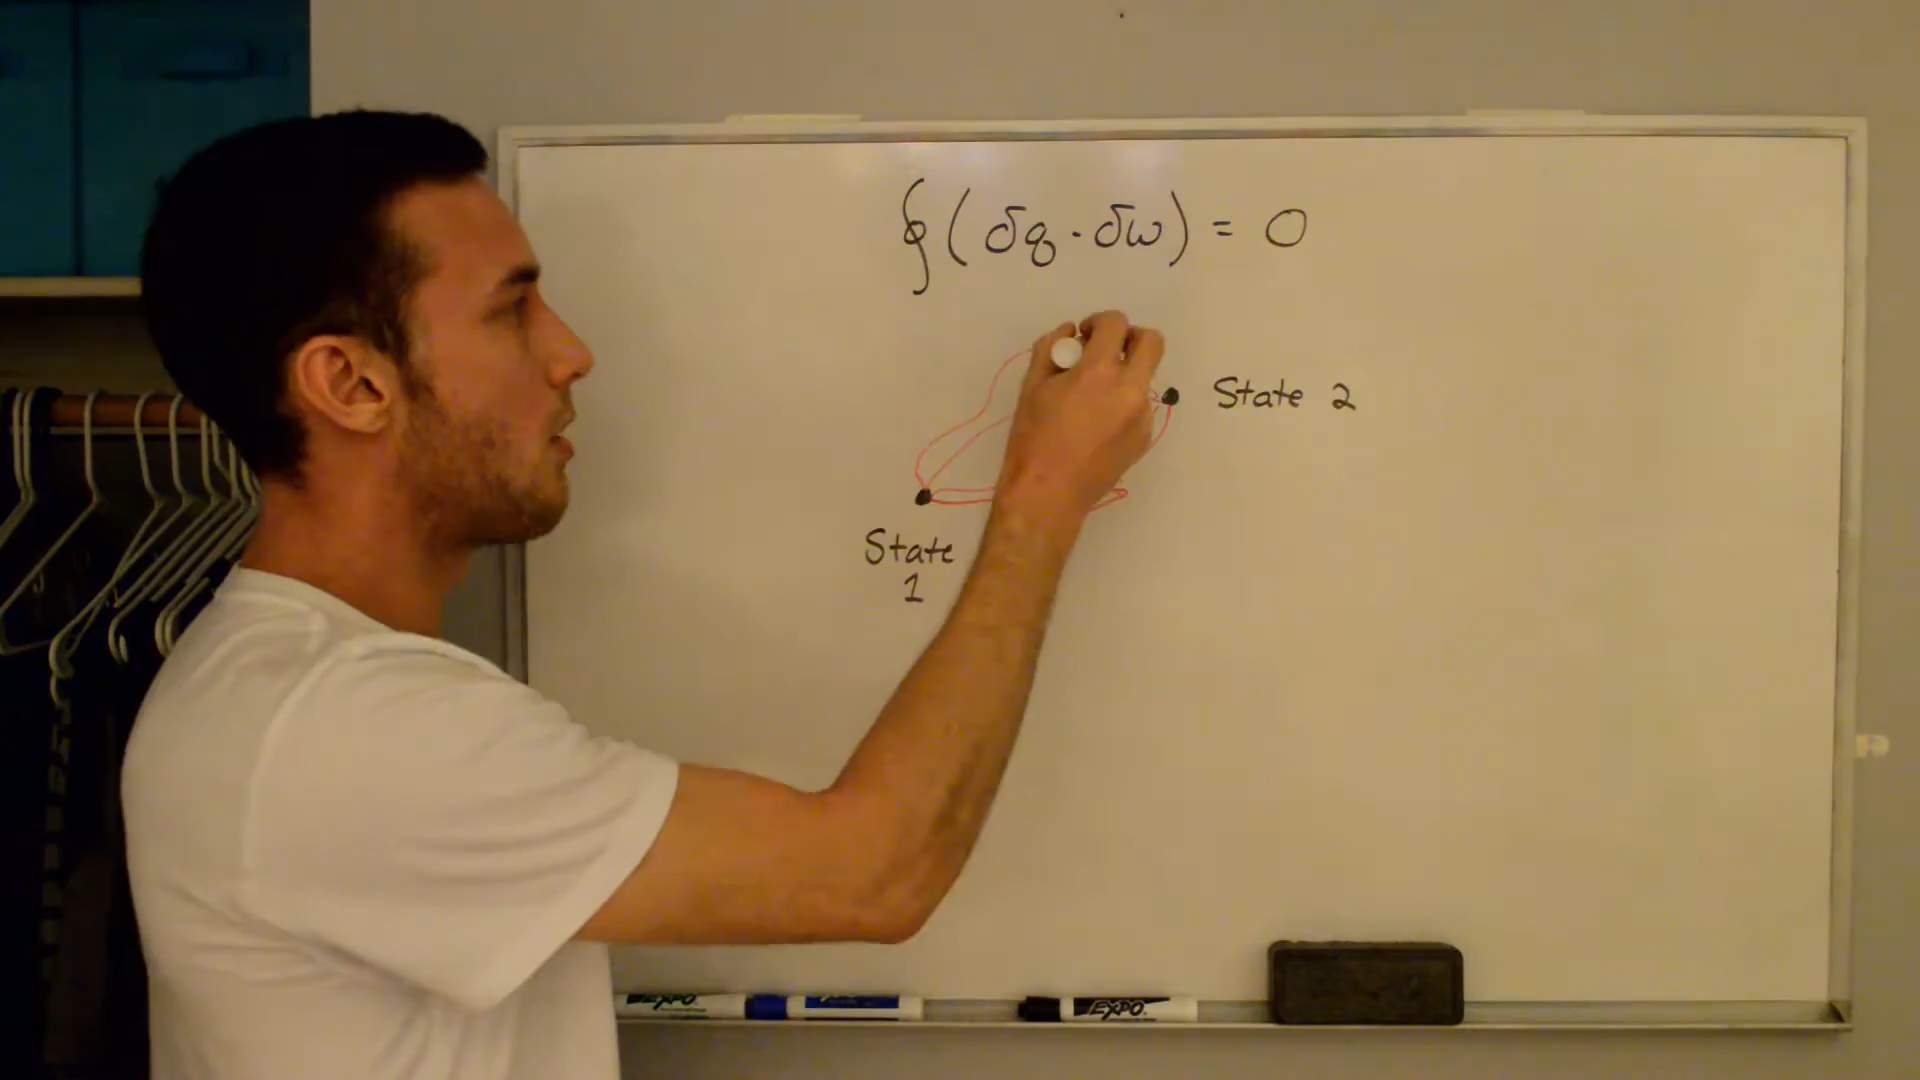 ∮(δq · δw) = 0
State 2
State
1
EXPO
EXPO